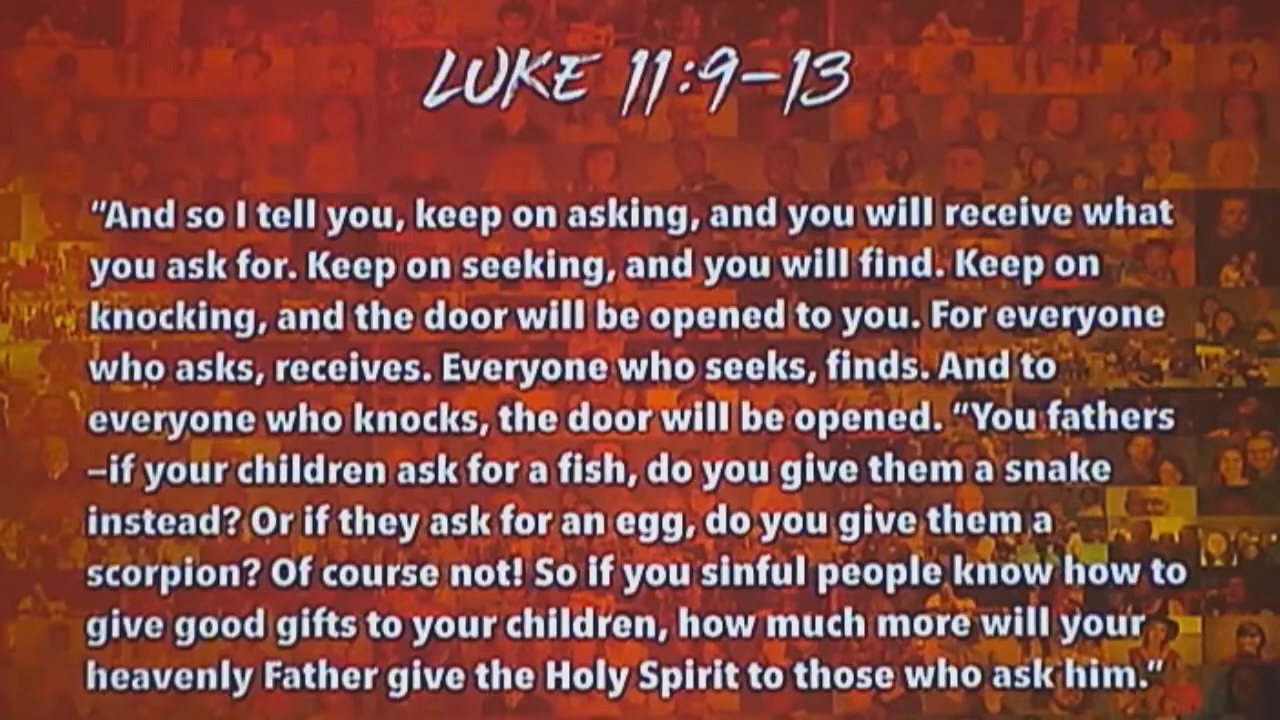 LUKE 11:9–13
“And so I tell you, keep on asking, and you will receive what
you ask for. Keep on seeking, and you will find. Keep on
knocking, and the door will be opened to you. For everyone
who asks, receives. Everyone who seeks, finds. And to
everyone who knocks, the door will be opened. “You fathers
–if your children ask for a fish, do you give them a snake
instead? Or if they ask for an egg, do you give them a
scorpion? Of course not! So if you sinful people know how to
give good gifts to your children, how much more will your
heavenly Father give the Holy Spirit to those who ask him.”